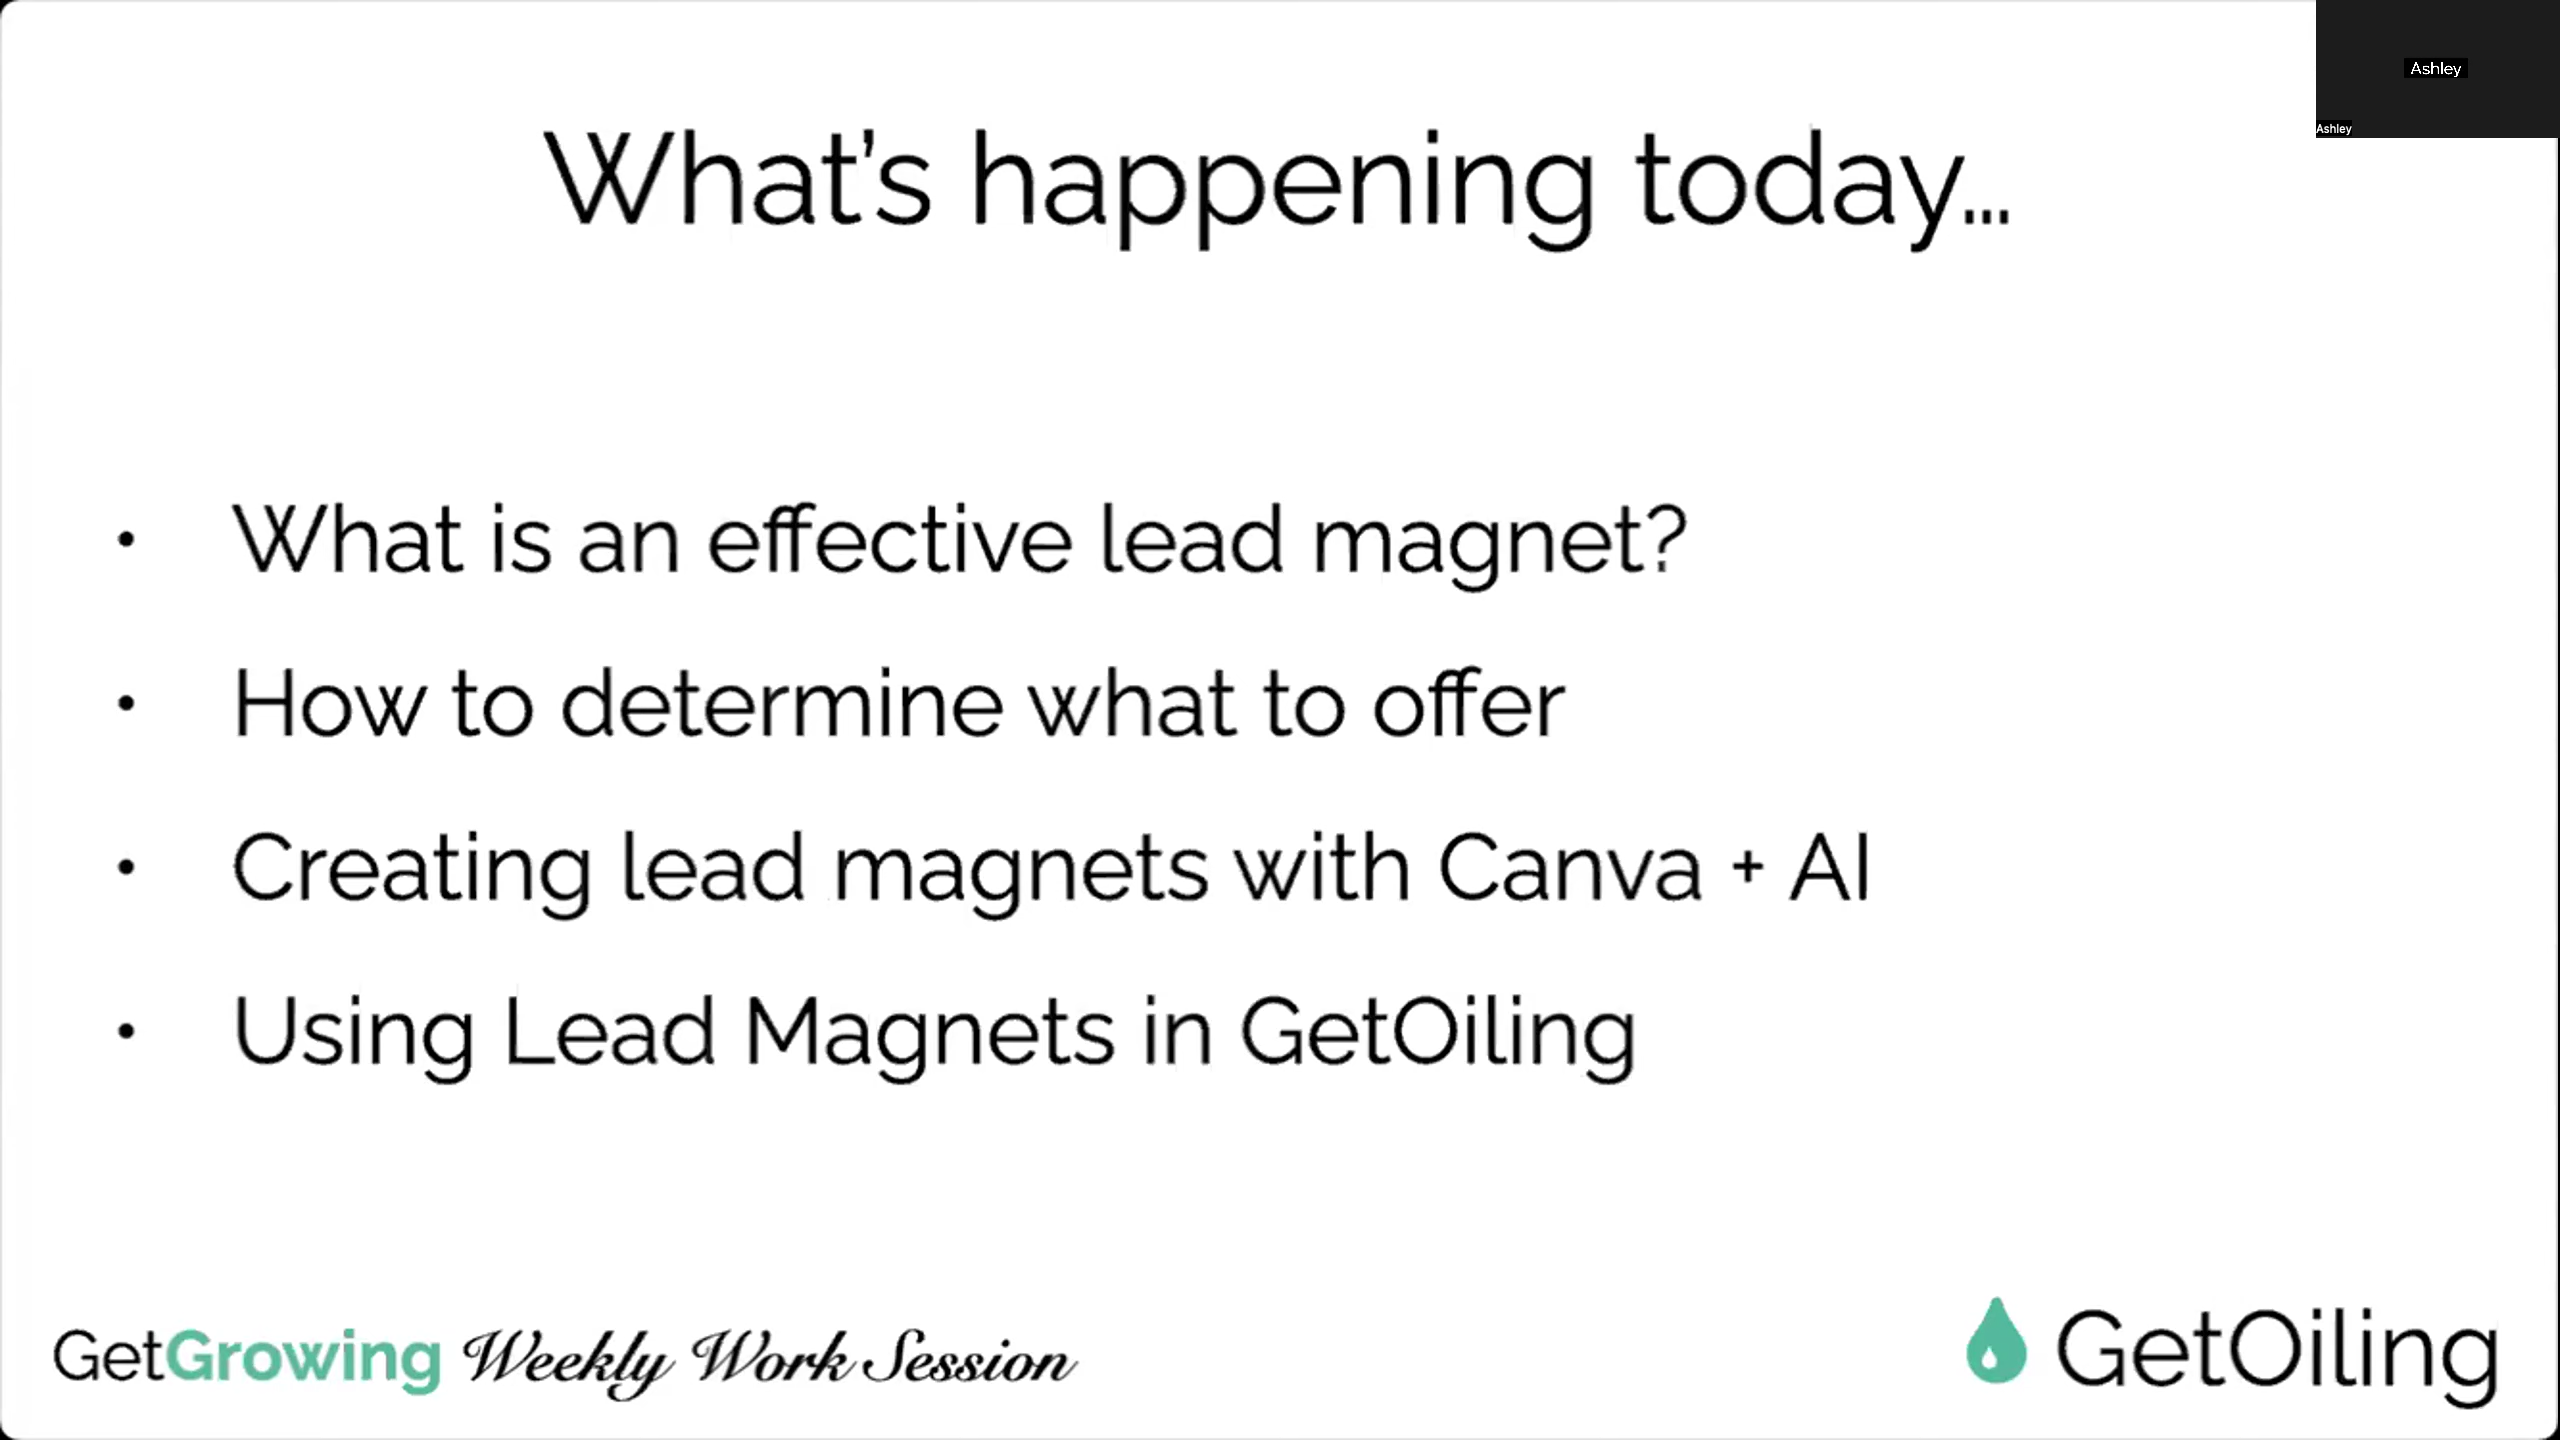 Ashley
Ashley
What’s happening today...
• What is an effective lead magnet?
• How to determine what to offer
• Creating lead magnets with Canva + AI
• Using Lead Magnets in GetOiling
GetGrowing Weekly Work Session
GetOiling